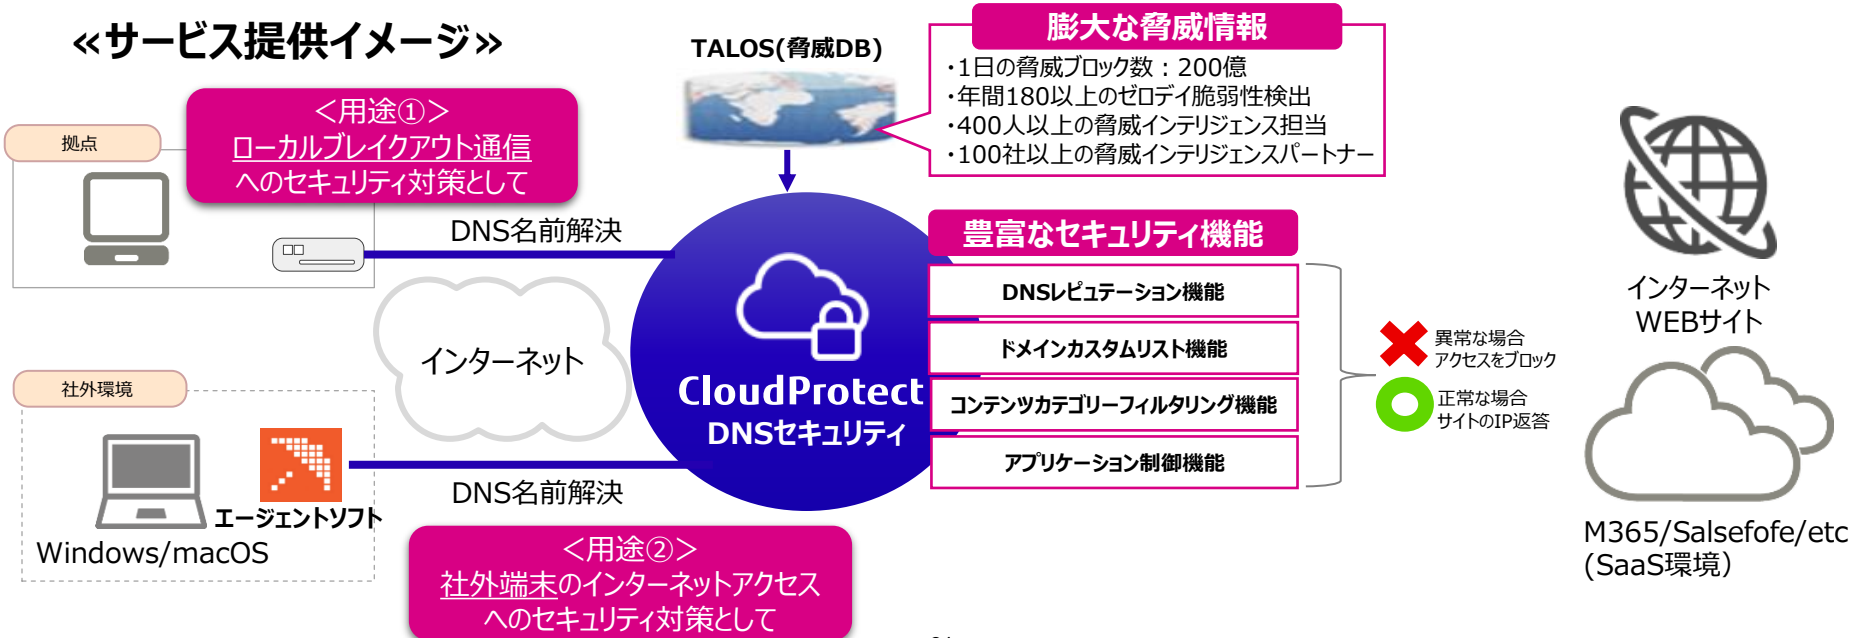 ≪サービス提供イメージ≫
TALOS(脅威DB)
膨大な脅威情報
・1日の脅威ブロック数：200億
・年間180以上のゼロデイ脆弱性検出
・400人以上の脅威インテリジェンス担当
・100社以上の脅威インテリジェンスパートナー
＜用途①＞
ローカルブレイクアウト通信
へのセキュリティ対策として
拠点
DNS名前解決
インターネット
CloudProtect
DNSセキュリティ
豊富なセキュリティ機能
DNSレピュテーション機能
ドメインカスタムリスト機能
コンテンツカテゴリーフィルタリング機能
アプリケーション制御機能
異常な場合
アクセスをブロック
正常な場合
サイトのIP返答
インターネット
WEBサイト
M365/Salsefofe/etc
(SaaS環境）
社外環境
エージェントソフト
Windows/macOS
DNS名前解決
＜用途②＞
社外端末のインターネットアクセス
へのセキュリティ対策として